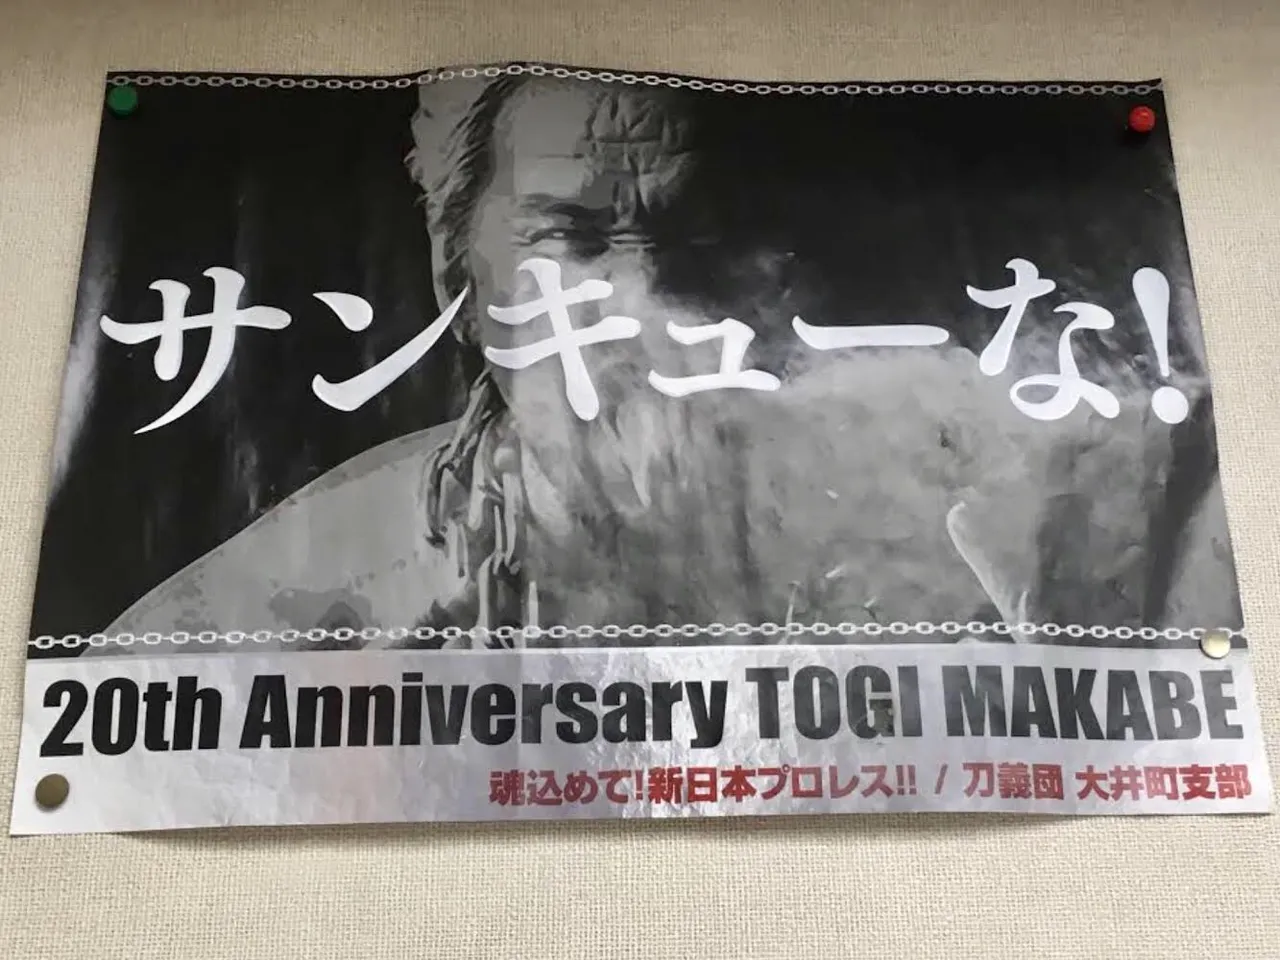 サンキューな!
20th Anniversary TOGI MAKABE
魂込めて!新日本プロレス!! / 刀義団 大井町支部